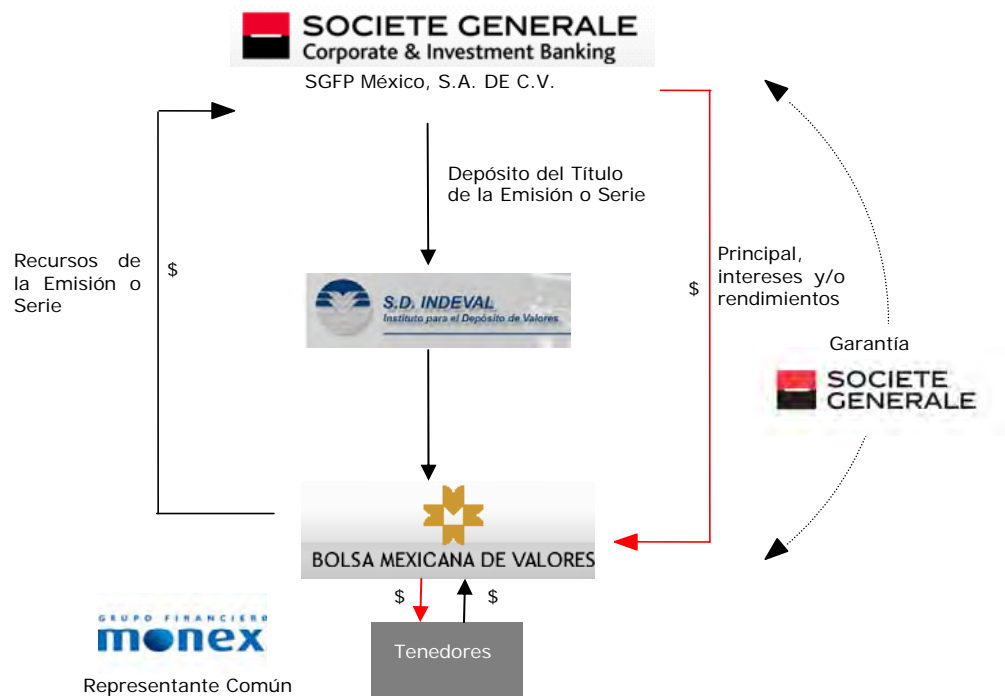 SOCIETE GENERALE
Corporate & Investment Banking
SGFP México, S.A. DE C.V.
Depósito del Título
de la Emisión o Serie
Recursos de
la Emisión o
Serie
$
Principal,
intereses y/o
rendimientos
$
S.D. INDEVAL
Instituto para el Depósito de Valores
Garantía
SOCIETE
GENERALE
BOLSA MEXICANA DE VALORES
$
$
Tenedores
GRUPO FINANCIERO
monex
Representante Común